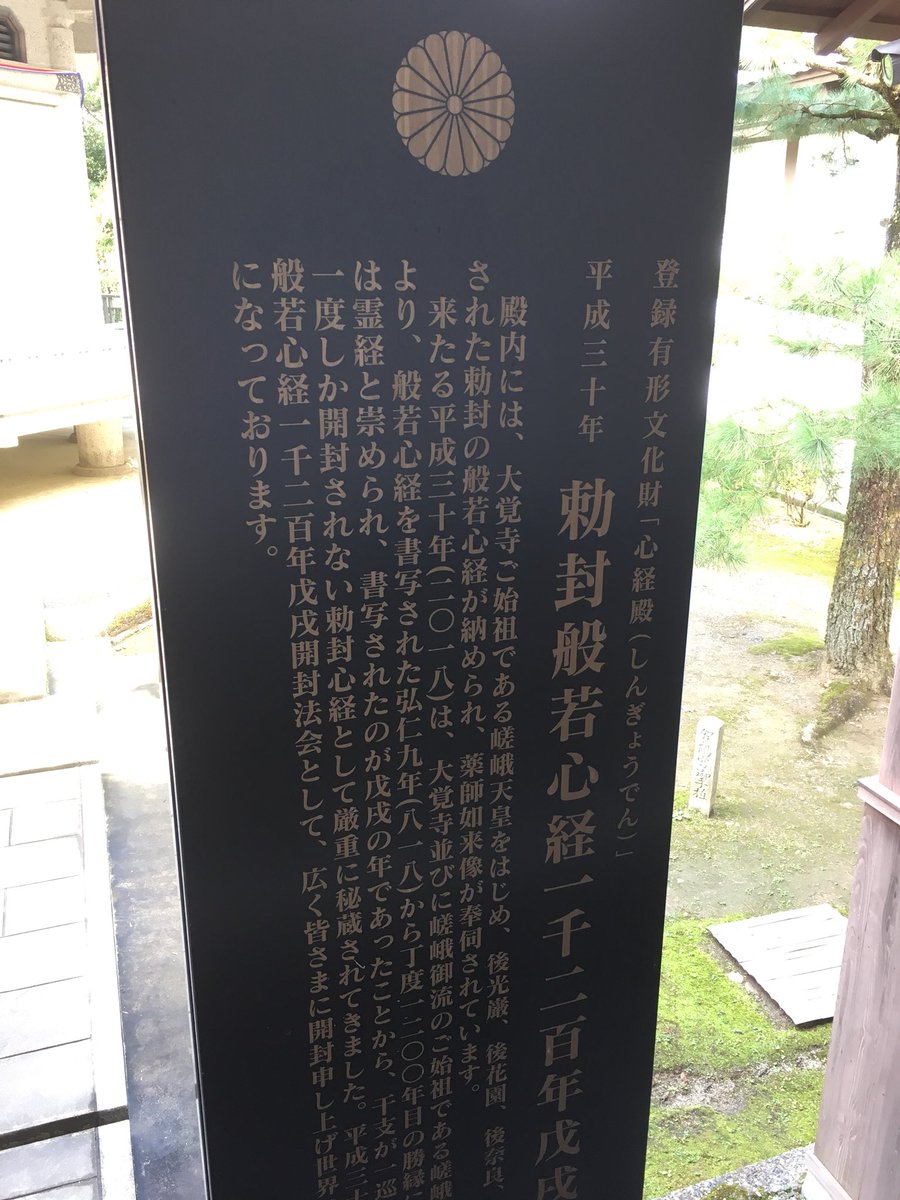 登録有形文化財「心経殿(しんぎょうでん)」
平成三十年 勅封般若心経一千二百年戊戌
殿内には、大覚寺ご始祖である嵯峨天皇をはじめ、後光厳、後花園、後奈良、
された勅封の般若心経が納められ、薬師如来像が奉伺されています。
来たる平成三十年(二〇一八)は、大覚寺並びに嵯峨御流のご始祖である嵯峨
より、般若心経を書写された弘仁九年(八一八)から丁度一二〇〇年目の勝縁に
は霊経と崇められ、書写されたのが戊戌の年であったことから、干支が一巡
一度しか開封されない勅封心経として厳重に秘蔵されてきました。平成三十
般若心経一千二百年戊戌開封法会として、広く皆さまに開封申し上げ世界
になっております。